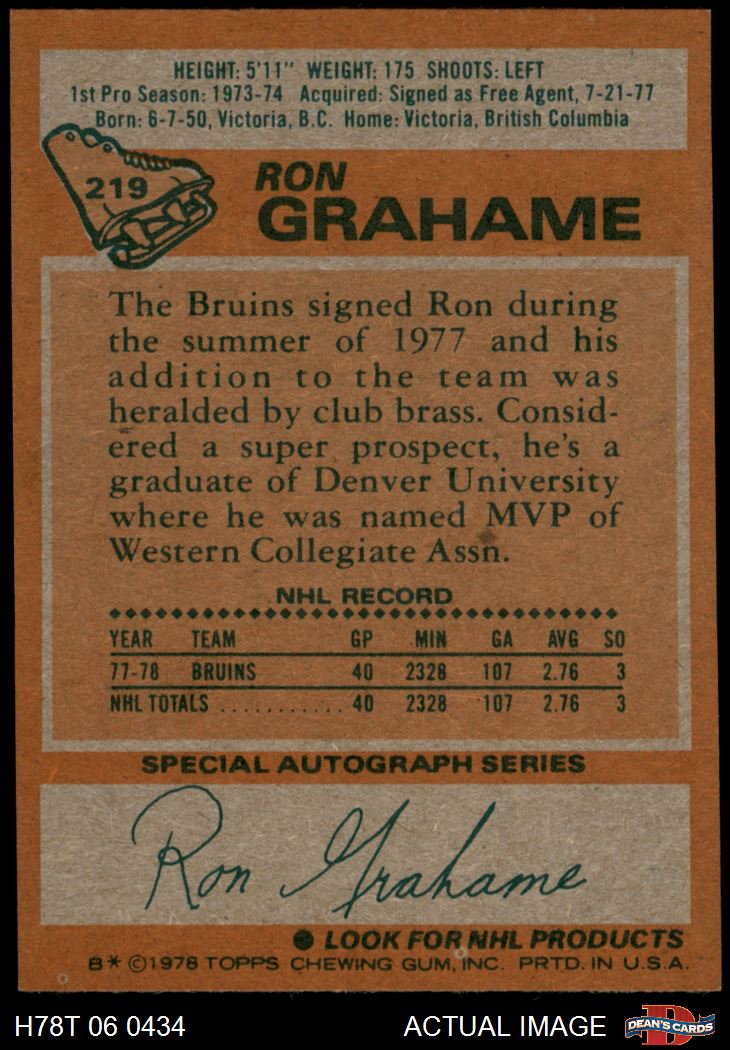 HEIGHT: 5'11" WEIGHT: 175 SHOOTS: LEFT
1st Pro Season: 1973-74 Acquired: Signed as Free Agent, 7-21-77
Born: 6-7-50, Victoria, B.C. Home: Victoria, British Columbia
219
RON
GRAHAME
The Bruins signed Ron during
the summer of 1977 and his
addition to the team was
heralded by club brass. Consid-
ered a super prospect, he's a
graduate of Denver University
where he was named MVP of
Western Collegiate Assn.
NHL RECORD
YEAR TEAM GP MIN GA AVG SO
77-78 BRUINS 40 2328 107 2.76 3
NHL TOTALS ........... 40 2328 107 2.76 3
SPECIAL AUTOGRAPH SERIES
Ron Grahame
● LOOK FOR NHL PRODUCTS
B* ©1978 TOPPS CHEWING GUM, INC. PRTD. IN U.S.A.
H78T 06 0434 ACTUAL IMAGE D DEAN'S CARDS